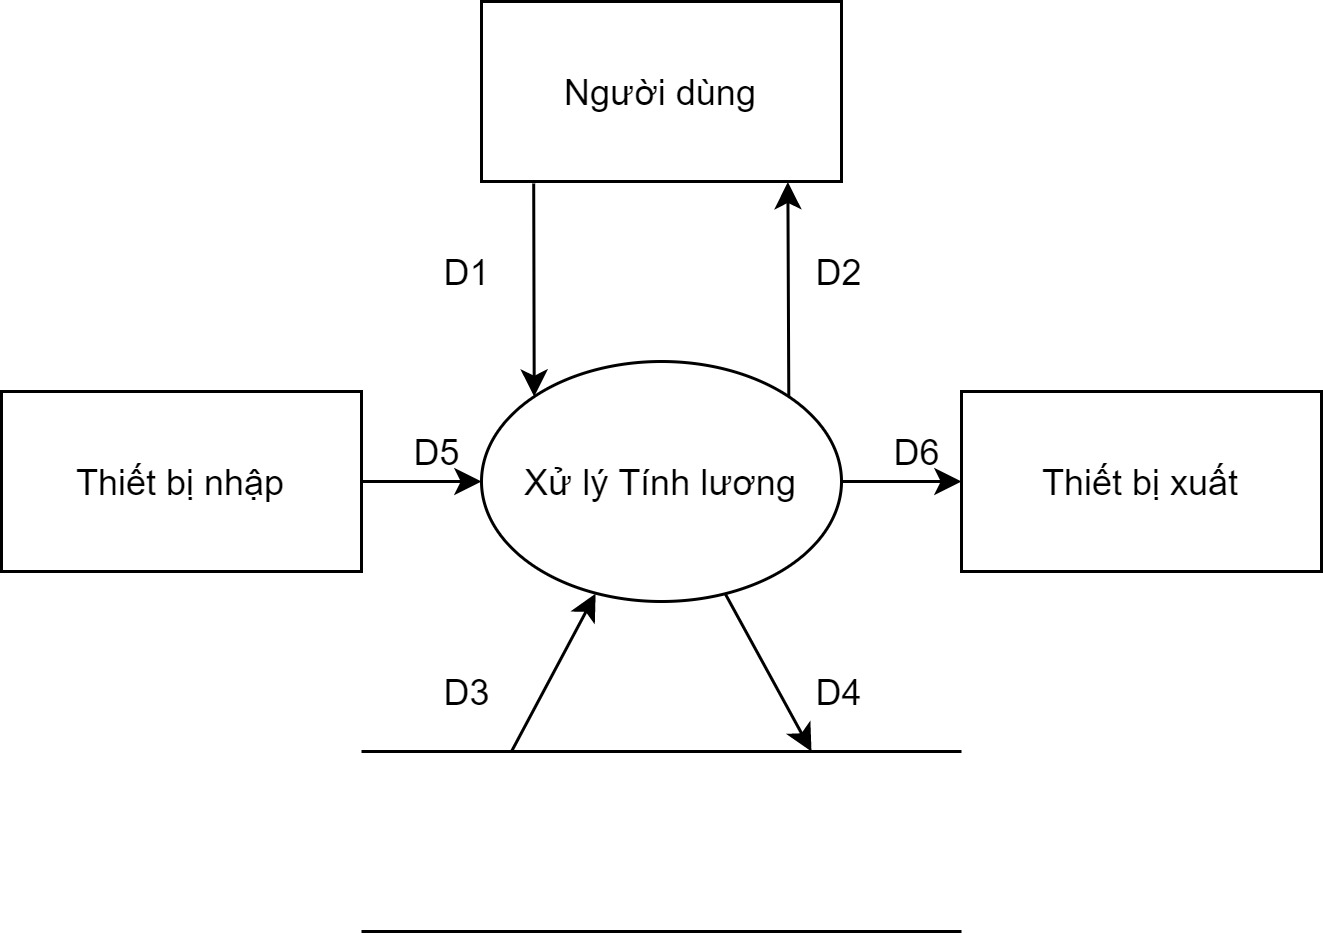 Người dùng
D1
D2
D5
D6
Thiết bị nhập
Xử lý Tính lương
Thiết bị xuất
D3
D4